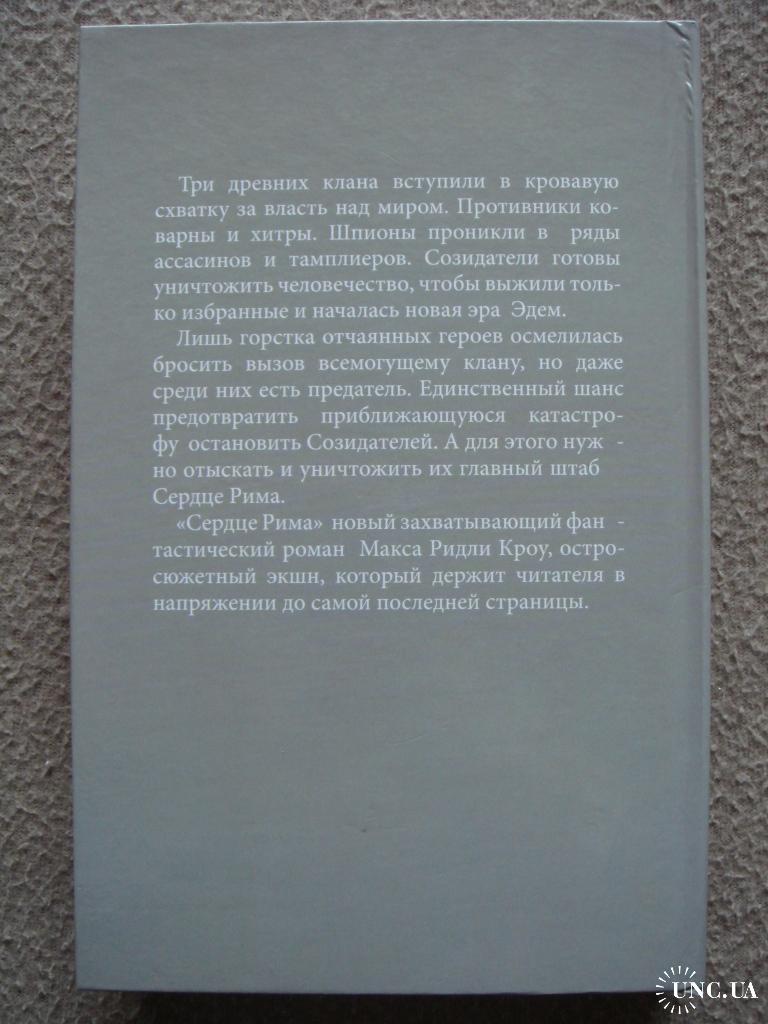 Три древних клана вступили в кровавую
схватку за власть над миром. Противники ко-
варны и хитры. Шпионы проникли в ряды
ассасинов и тамплиеров. Созидатели готовы
уничтожить человечество, чтобы выжили толь-
ко избранные и началась новая эра Эдем.
Лишь горстка отчаянных героев осмелилась
бросить вызов всемогущему клану, но даже
среди них есть предатель. Единственный шанс
предотвратить приближающуюся катастро-
фу остановить Созидателей. А для этого нуж -
но отыскать и уничтожить их главный штаб
Сердце Рима.
«Сердце Рима» новый захватывающий фан -
тастический роман Макса Ридли Кроу, остро-
сюжетный экшн, который держит читателя в
напряжении до самой последней страницы.
UNC.UA